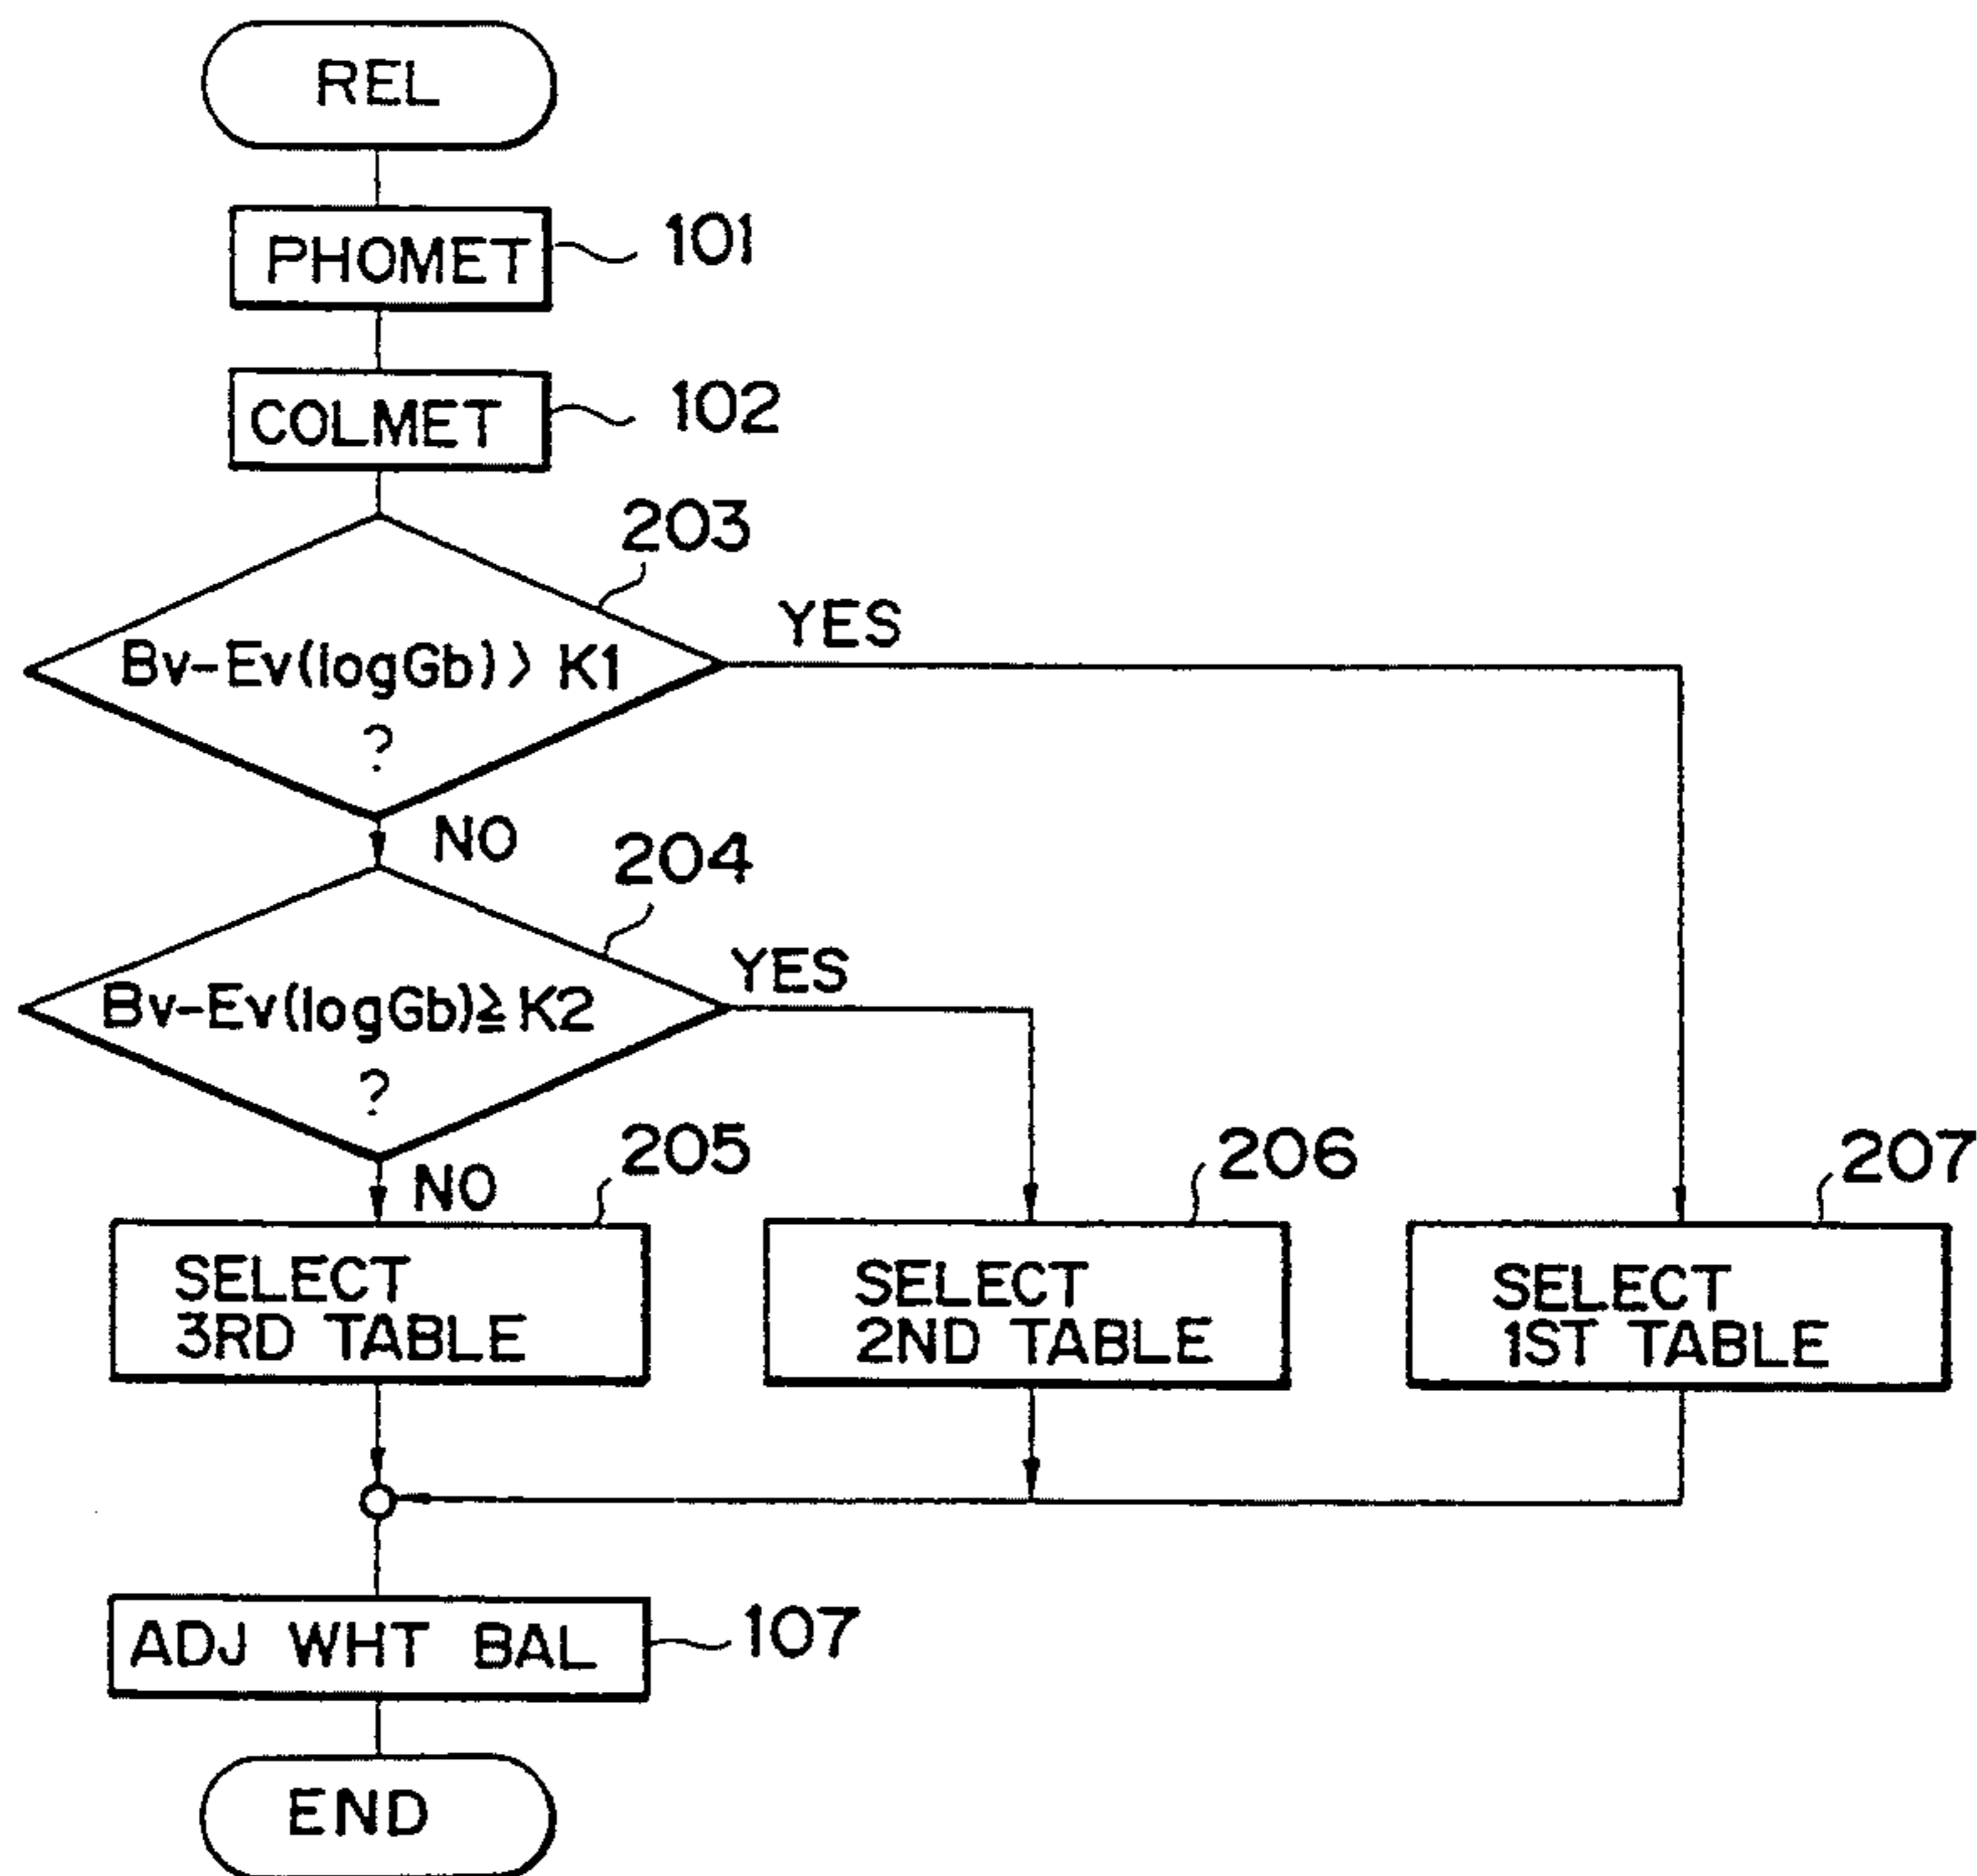 REL
PHOMET
101
COLMET
102
203
Bv-Ev(logGb) > K1
?
YES
NO
204
Bv-Ev(logGb) ≧ K2
?
YES
NO
205
SELECT
3RD TABLE
206
SELECT
2ND TABLE
207
SELECT
1ST TABLE
ADJ WHT BAL
107
END